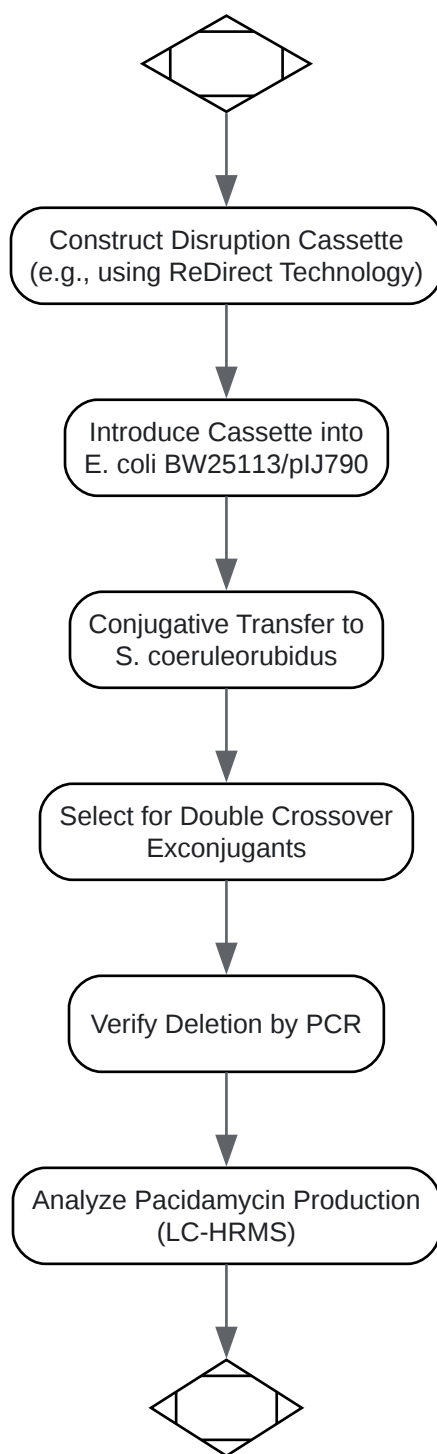 Construct Disruption Cassette
(e.g., using ReDirect Technology)
Introduce Cassette into
E. coli BW25113/pIJ790
Conjugative Transfer to
S. coeruleorubidus
Select for Double Crossover
Exconjugants
Verify Deletion by PCR
Analyze Pacidamycin Production
(LC-HRMS)